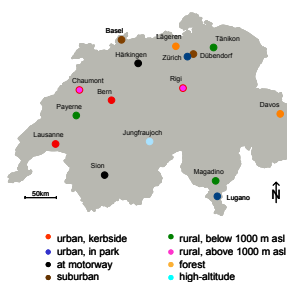 Basel
Lägeren
Tänikon
Härkingen
Zürich
Dübendorf
Chaumont
Rigi
Bern
Davos
Payerne
Lausanne
Jungfraujoch
Sion
Magadino
50km
Lugano
N
urban, kerbside
urban, in park
at motorway
suburban
rural, below 1000 m asl
rural, above 1000 m asl
forest
high-altitude